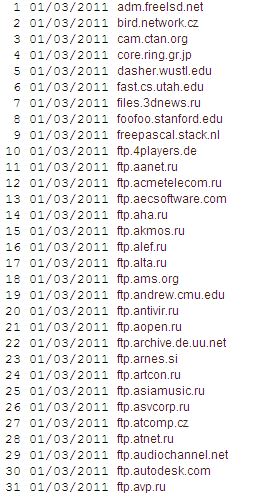 1 01/03/2011 adm.freelsd.net
2 01/03/2011 bird.network.cz
3 01/03/2011 cam.ctan.org
4 01/03/2011 core.ring.gr.jp
5 01/03/2011 dasher.wustl.edu
6 01/03/2011 fast.cs.utah.edu
7 01/03/2011 files.3dnews.ru
8 01/03/2011 foofoo.stanford.edu
9 01/03/2011 freepascal.stack.nl
10 01/03/2011 ftp.4players.de
11 01/03/2011 ftp.aanet.ru
12 01/03/2011 ftp.acmetelecom.ru
13 01/03/2011 ftp.aecsoftware.com
14 01/03/2011 ftp.aha.ru
15 01/03/2011 ftp.akmos.ru
16 01/03/2011 ftp.alef.ru
17 01/03/2011 ftp.alta.ru
18 01/03/2011 ftp.ams.org
19 01/03/2011 ftp.andrew.cmu.edu
20 01/03/2011 ftp.antivir.ru
21 01/03/2011 ftp.aopen.ru
22 01/03/2011 ftp.archive.de.uu.net
23 01/03/2011 ftp.arnes.si
24 01/03/2011 ftp.artcon.ru
25 01/03/2011 ftp.asiamusic.ru
26 01/03/2011 ftp.asvcorp.ru
27 01/03/2011 ftp.atcomp.cz
28 01/03/2011 ftp.atnet.ru
29 01/03/2011 ftp.audiochannel.net
30 01/03/2011 ftp.autodesk.com
31 01/03/2011 ftp.avp.ru